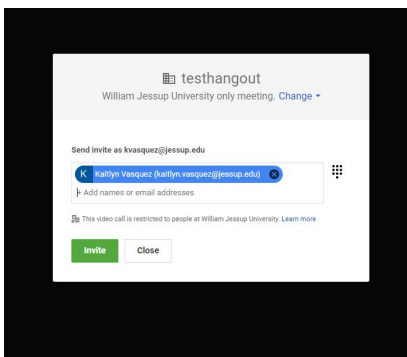 testhangout
William Jessup University only meeting. Change
Send invite as kvasquez@jessup.edu
K Kaitlyn Vasquez (kaitlyn.vasquez@jessup.edu)
+ Add names or email addresses
This video call is restricted to people at William Jessup University. Learn more
Invite Close